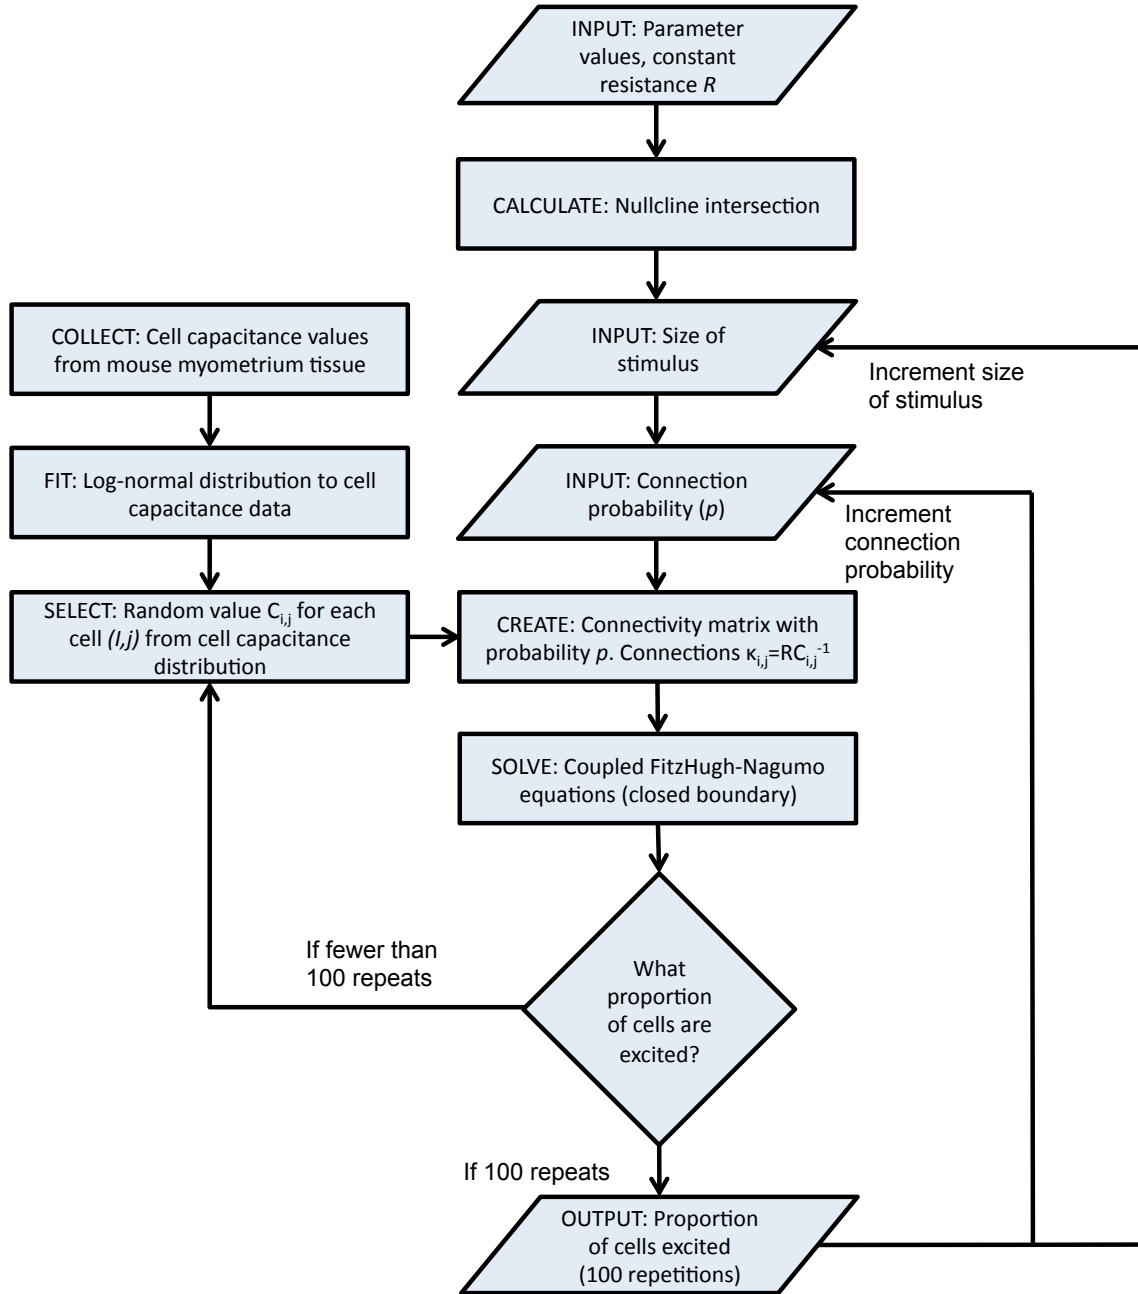 INPUT: Parameter
values, constant
resistance R
CALCULATE: Nullcline intersection
COLLECT: Cell capacitance values
from mouse myometrium tissue
INPUT: Size of
stimulus
Increment size
of stimulus
FIT: Log-normal distribution to cell
capacitance data
INPUT: Connection
probability (p)
Increment
connection
probability
SELECT: Random value Cᵢ,ⱼ for each
cell (I,j) from cell capacitance
distribution
CREATE: Connectivity matrix with
probability p. Connections κᵢ,ⱼ=RCᵢ,ⱼ⁻¹
SOLVE: Coupled FitzHugh-Nagumo
equations (closed boundary)
If fewer than
100 repeats
What
proportion
of cells are
excited?
If 100 repeats
OUTPUT: Proportion
of cells excited
(100 repetitions)